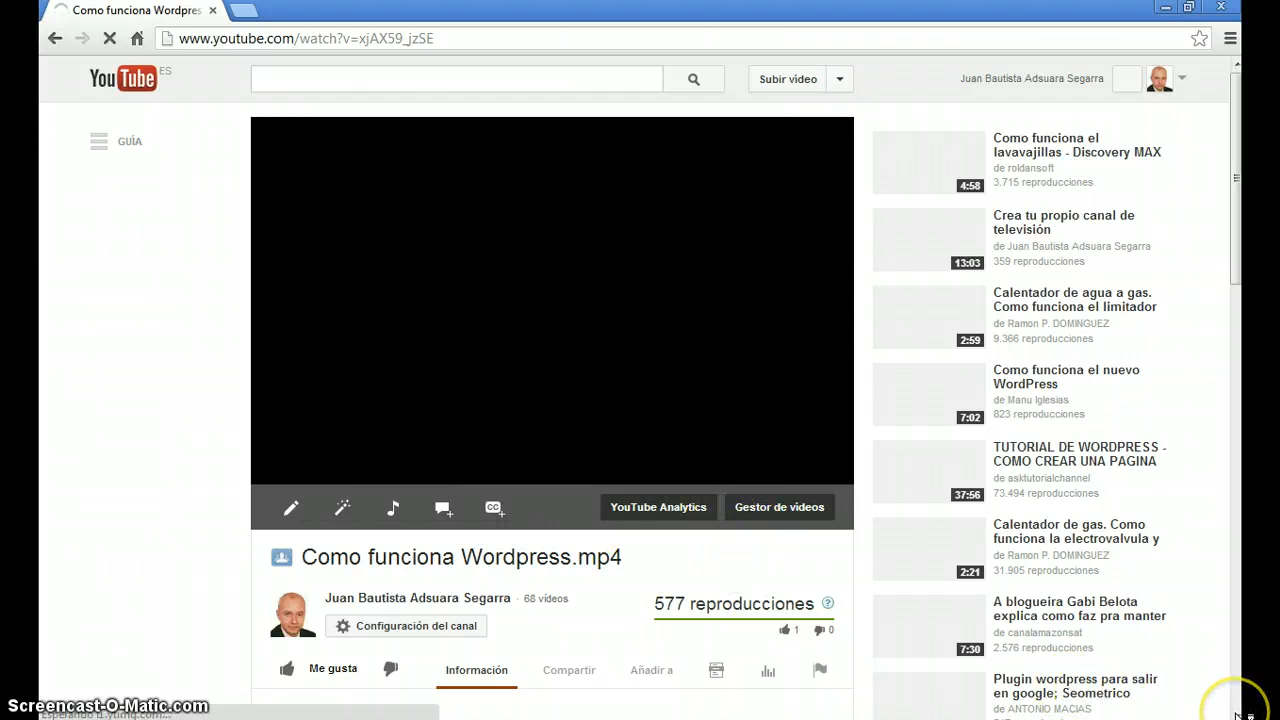 Como funciona Wordpres
www.youtube.com/watch?v=xjAX59_jzSE
YouTube ES
Subir vídeo
Juan Bautista Adsuara Segarra
GUÍA
Como funciona el
lavavajillas - Discovery MAX
de roldansoft
3.715 reproducciones
4:58
Crea tu propio canal de
televisión
de Juan Bautista Adsuara Segarra
359 reproducciones
13:03
Calentador de agua a gas.
Como funciona el limitador
de Ramon P. DOMINGUEZ
9.366 reproducciones
2:59
Como funciona el nuevo
WordPress
de Manu Iglesias
823 reproducciones
7:02
TUTORIAL DE WORDPRESS -
COMO CREAR UNA PAGINA
de asktutorialchannel
73.494 reproducciones
37:56
Calentador de gas. Como
funciona la electrovalvula y
de Ramon P. DOMINGUEZ
31.905 reproducciones
2:21
A blogueira Gabi Belota
explica como faz pra manter
de canalamazonsat
2.576 reproducciones
7:30
Plugin wordpress para salir
en google; Seometrico
de ANTONIO MACIAS
CC
YouTube Analytics
Gestor de vídeos
Como funciona Wordpress.mp4
Juan Bautista Adsuara Segarra · 68 vídeos
Configuración del canal
577 reproducciones ?
1 0
Me gusta
Información
Compartir
Añadir a
Screencast-O-Matic.com
Esperando i1.ytimg.com...